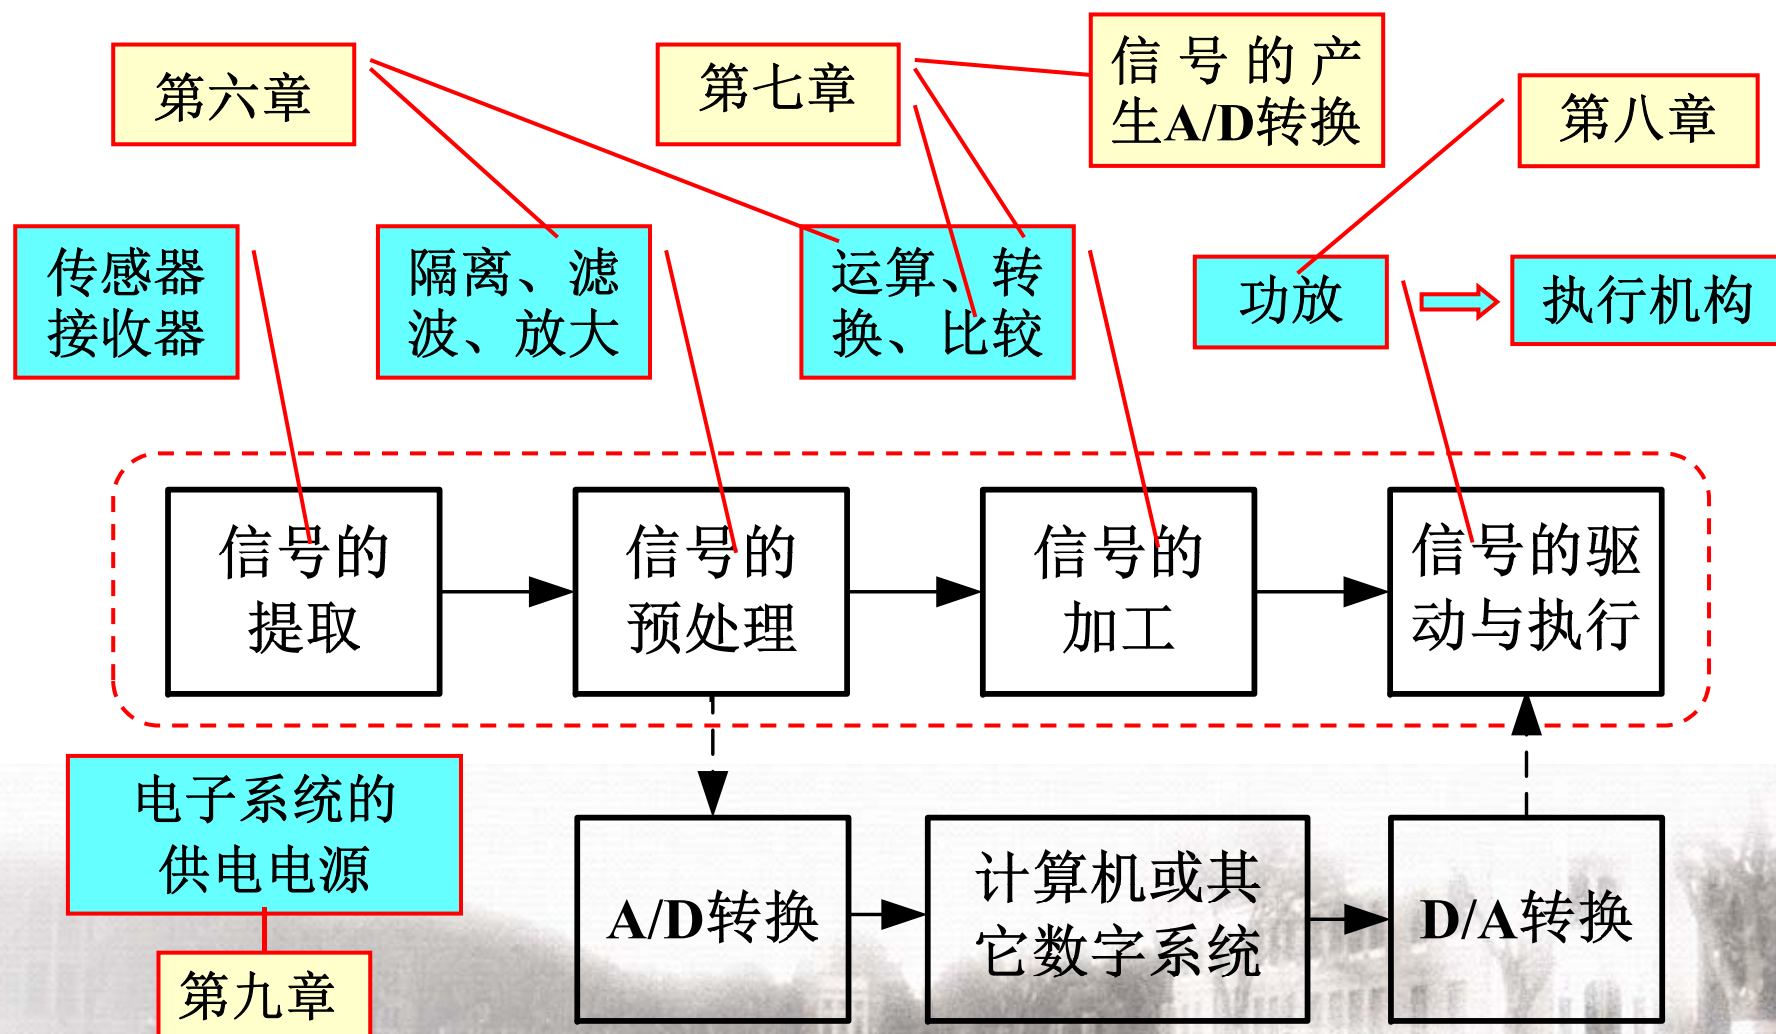 第六章
第七章
信号的产
生A/D转换
第八章
传感器
接收器
隔离、滤
波、放大
运算、转
换、比较
功放
执行机构
信号的
提取
信号的
预处理
信号的
加工
信号的驱
动与执行
电子系统的
供电电源
第九章
A/D转换
计算机或其
它数字系统
D/A转换